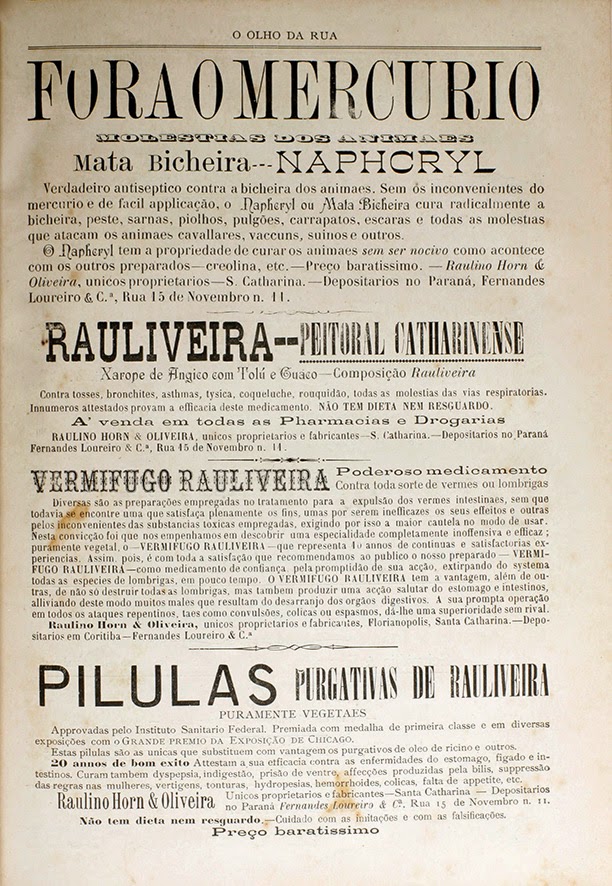 O OLHO DA RUA
FORA O MERCURIO
MOLESTIAS DOS ANIMAES
Mata Bicheira---NAPHCRYL
Verdadeiro antiseptico contra a bicheira dos animaes. Sem os inconvenientes do
mercurio e de facil applicação, o Naphcryl ou Mata Bicheira cura radicalmente a
bicheira, peste, sarnas, piolhos, pulgões, carrapatos, escaras e todas as molestias
que atacam os animaes cavallares, vaccuns, suinos e outros.
O Naphcryl tem a propriedade de curar os animaes sem ser nocivo como acontece
com os outros preparados—creolina, etc.—Preço baratissimo. —Raulino Horn &
Oliveira, unicos proprietarios—S. Catharina.—Depositarios no Paraná, Fernandes
Loureiro & C.ª, Rua 15 de Novembro n. 11.
RAULIVEIRA--PEITORAL CATHARINENSE
Xarope de Angico com Tolú e Guaco—Composição Rauliveira
Contra tosses, bronchites, asthmas, tysica, coqueluche, rouquidão, todas as molestias das vias respiratorias.
Innumeros attestados provam a efficacia deste medicamento. NÃO TEM DIETA NEM RESGUARDO.
A' venda em todas as Pharmacias e Drogarias
RAULINO HORN & OLIVEIRA, unicos proprietarios e fabricantes—S. Catharina.—Depositarios no Paraná
Fernandes Loureiro & C.ª, Rua 15 de Novembro n. 11.
VERMIFUGO RAULIVEIRA Poderoso medicamento
Contra toda sorte de vermes ou lombrigas
Diversas são as preparações empregadas no tratamento para a expulsão dos vermes intestinaes, sem que
todavia se encontre uma que satisfaça plenamente os fins, umas por serem inefficazes os seus effeitos e outras
pelos inconvenientes das substancias toxicas empregadas, exigindo por isso a maior cautela no modo de usar.
Nesta convicção foi que nos empenhamos em descobrir uma especialidade completamente inoffensiva e efficaz ;
puramente vegetal, o —VERMIFUGO RAULIVEIRA—que representa 10 annos de continuas e satisfactorias ex-
periencias. Assim, pois, é com toda a satisfação que recommendamos ao publico o nosso preparado — VERMI-
FUGO RAULIVEIRA—como medicamento de confiança, pela promptidão de sua acção, extirpando do systema
todas as especies de lombrigas, em pouco tempo. O VERMIFUGO RAULIVEIRA tem a vantagem, além de ou-
tras, de não só destruir todas as lombrigas, mas tambem produzir uma acção salutar do estomago e intestinos,
alliviando deste modo muitos males que resultam do desarranjo dos orgãos digestivos. A sua prompta operação
em todos os ataques repentinos, taes como convulsões, colicas ou espasmos, dá-lhe uma superioridade sem rival.
Raulino Horn & Oliveira, unicos proprietarios e fabricantes, Florianopolis, Santa Catharina.—Depo-
sitarios em Coritiba—Fernandes Loureiro & C.ª
PILULAS PURGATIVAS DE RAULIVEIRA
PURAMENTE VEGETAES
Approvadas pelo Instituto Sanitario Federal. Premiada com medalha de primeira classe e em diversas
exposições com o GRANDE PREMIO DA EXPOSIÇÃO DE CHICAGO.
Estas pilulas são as unicas que substituem com vantagem os purgativos de oleo de ricino e outros.
20 annos de bom exito Attestam a sua efficacia contra as enfermidades do estomago, figado e in-
testinos. Curam tambem dyspepsia, indigestão, prisão de ventre, affecções produzidas pela bilis, suppressão
das regras nas mulheres, vertigens, tonturas, hydropesias, hemorrhoides, colicas, falta de appetite, etc.
Raulino Horn & Oliveira Unicos proprietarios e fabricantes—Santa Catharina — Depositarios
no Paraná Fernandes Loureiro & Cª. Rua 15 de Novembro n. 11.
Não tem dieta nem resguardo.—Cuidado com as imitações e com as falsificações.
Preço baratissimo